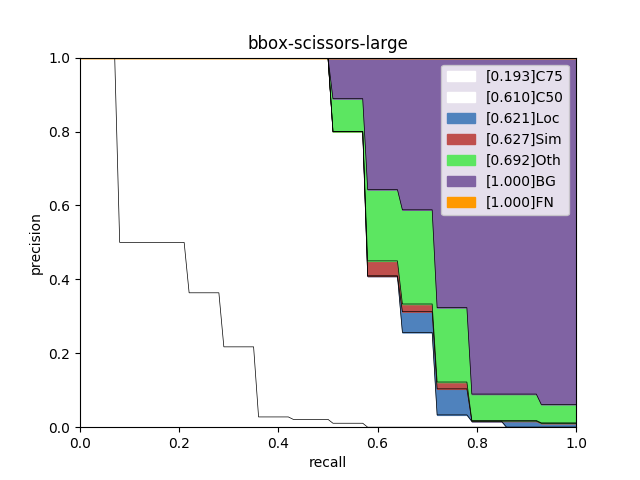 bbox-scissors-large
1.0
0.8
0.6
0.4
0.2
0.0
precision
[0.193]C75
[0.610]C50
[0.621]Loc
[0.627]Sim
[0.692]Oth
[1.000]BG
[1.000]FN
0.0 0.2 0.4 0.6 0.8 1.0
recall